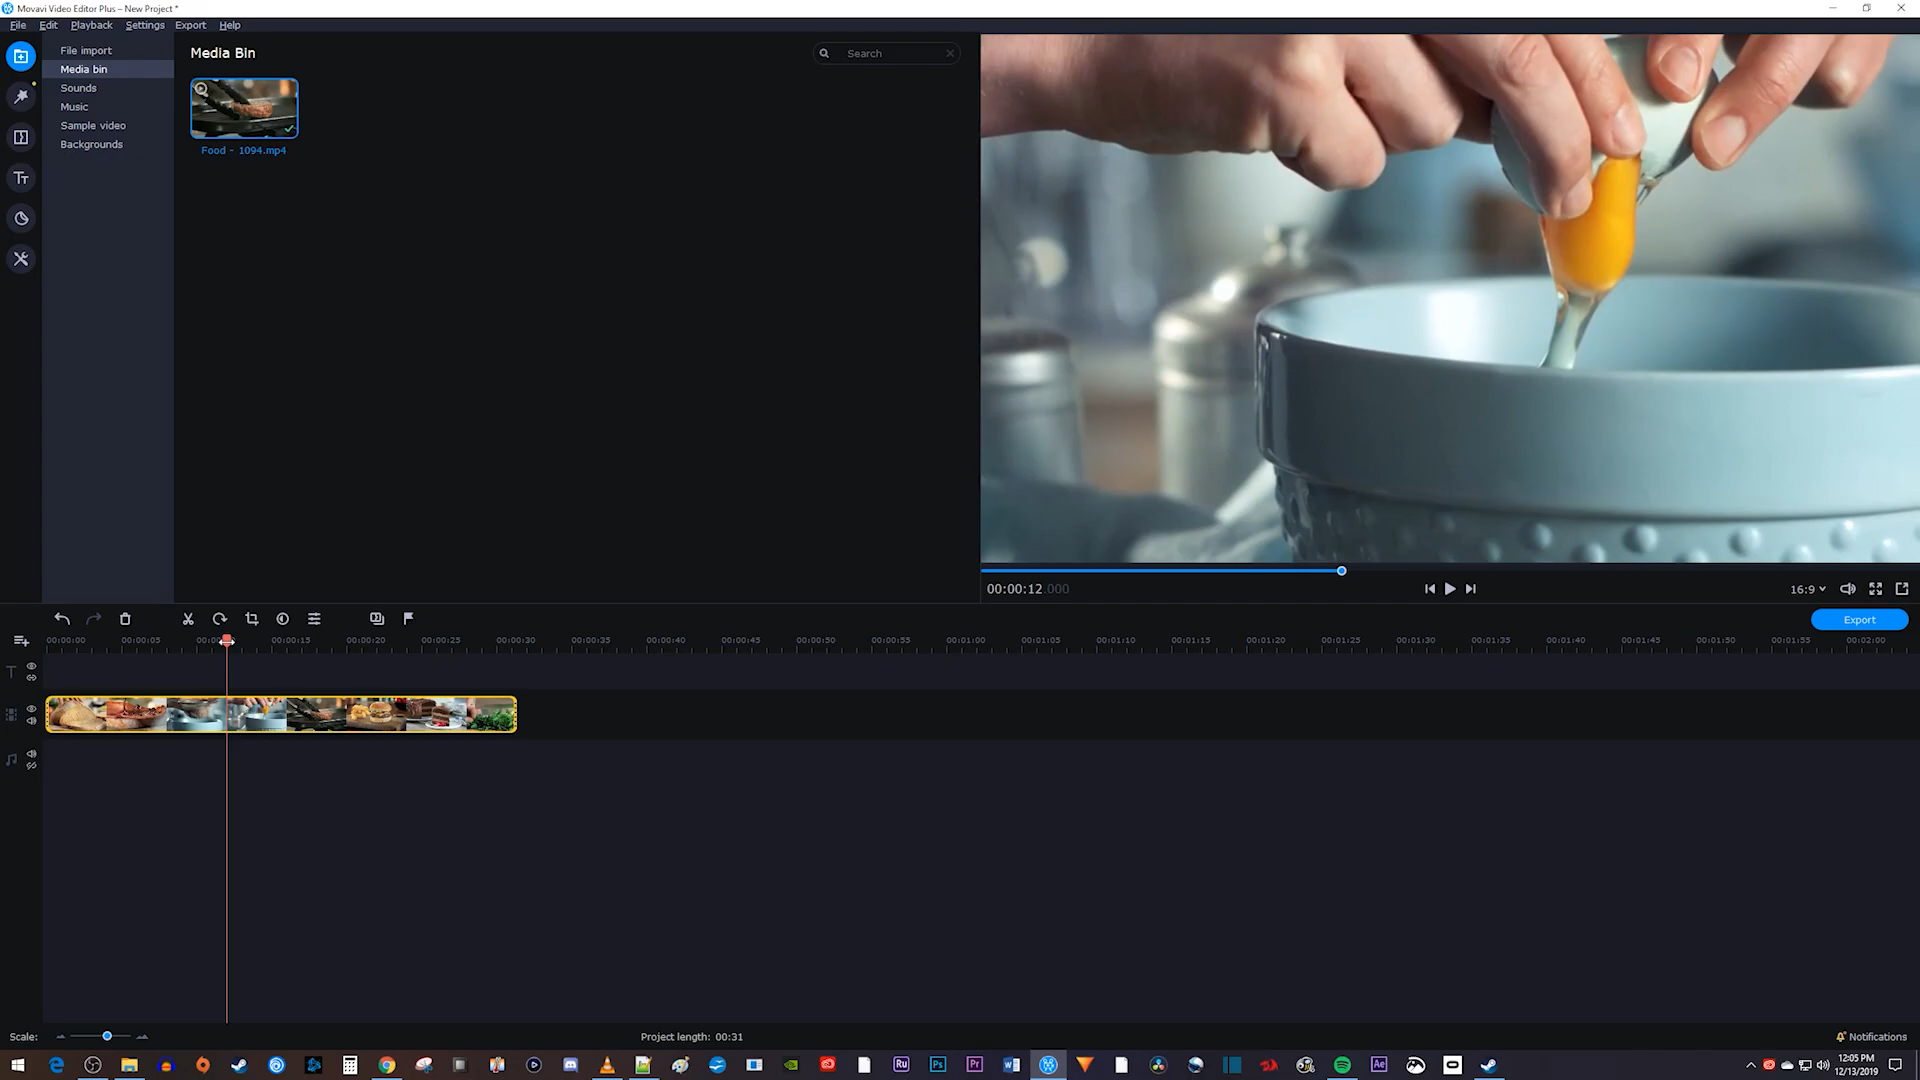 Movavi Video Editor Plus – New Project *
File Edit Playback Settings Export Help
File import
Media bin
Sounds
Music
Sample video
Backgrounds
Media Bin
Search
Food - 1094.mp4
00:00:12.000
16:9
Export
00:00:00 00:00:05 00:00:15 00:00:20 00:00:25 00:00:30 00:00:35 00:00:40 00:00:45 00:00:50 00:00:55 00:01:00 00:01:05 00:01:10 00:01:15 00:01:20 00:01:25 00:01:30 00:01:35 00:01:40 00:01:45 00:01:50 00:01:55 00:02:00
Scale:
Project length: 00:31
Notifications
Ru Ps Pr Ae
12:05 PM
12/13/2019